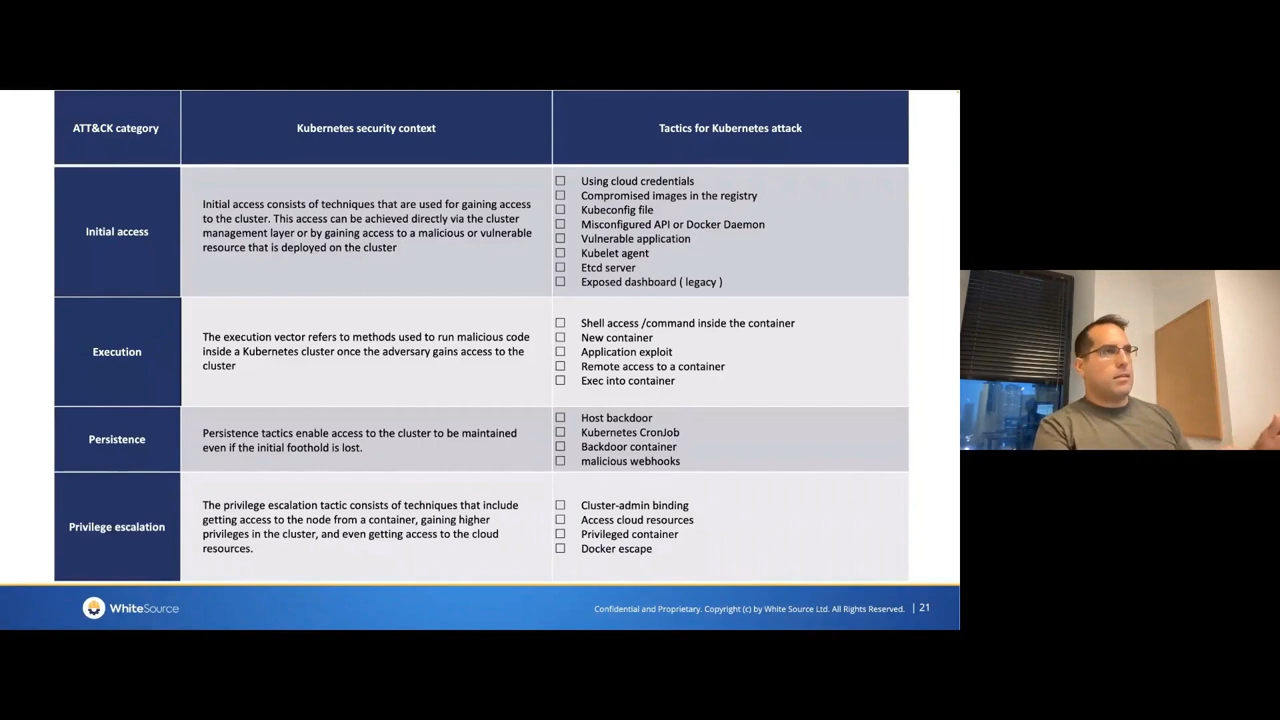 ATT&CK category
Kubernetes security context
Tactics for Kubernetes attack
Initial access
Initial access consists of techniques that are used for gaining access
to the cluster. This access can be achieved directly via the cluster
management layer or by gaining access to a malicious or vulnerable
resource that is deployed on the cluster
Using cloud credentials
Compromised images in the registry
Kubeconfig file
Misconfigured API or Docker Daemon
Vulnerable application
Kubelet agent
Etcd server
Exposed dashboard ( legacy )
Execution
The execution vector refers to methods used to run malicious code
inside a Kubernetes cluster once the adversary gains access to the
cluster
Shell access /command inside the container
New container
Application exploit
Remote access to a container
Exec into container
Persistence
Persistence tactics enable access to the cluster to be maintained
even if the initial foothold is lost.
Host backdoor
Kubernetes CronJob
Backdoor container
malicious webhooks
Privilege escalation
The privilege escalation tactic consists of techniques that include
getting access to the node from a container, gaining higher
privileges in the cluster, and even getting access to the cloud
resources.
Cluster-admin binding
Access cloud resources
Privileged container
Docker escape
WhiteSource
Confidential and Proprietary. Copyright (c) by White Source Ltd. All Rights Reserved. | 21